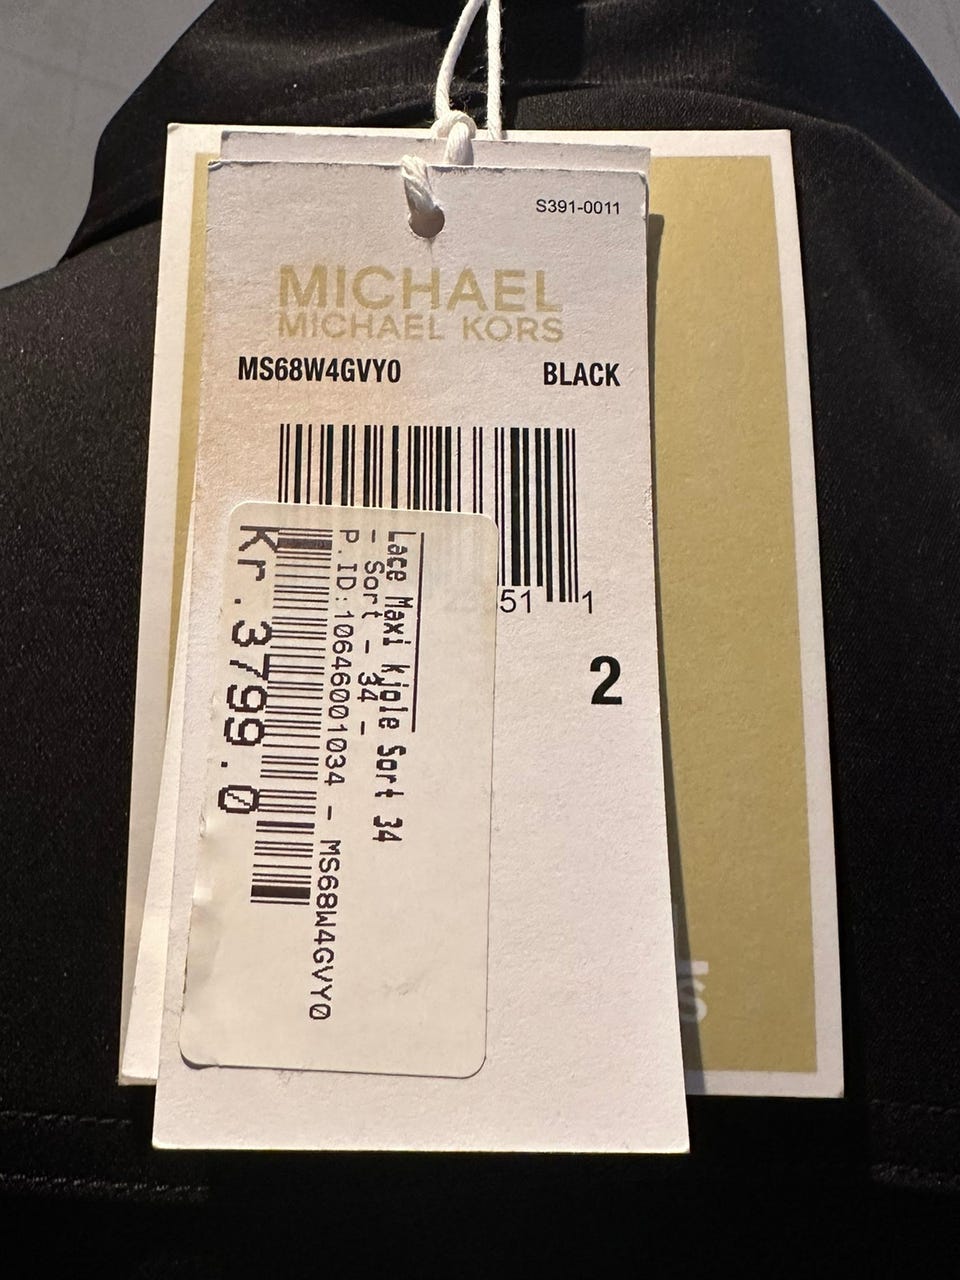 S391-0011
MICHAEL
MICHAEL KORS
MS68W4GVY0 BLACK
51 1
2
Lace Maxi kjole Sort 34
- Sort - 34 -
P.ID:10646001034 - MS68W4GVY0
Kr.3799.0